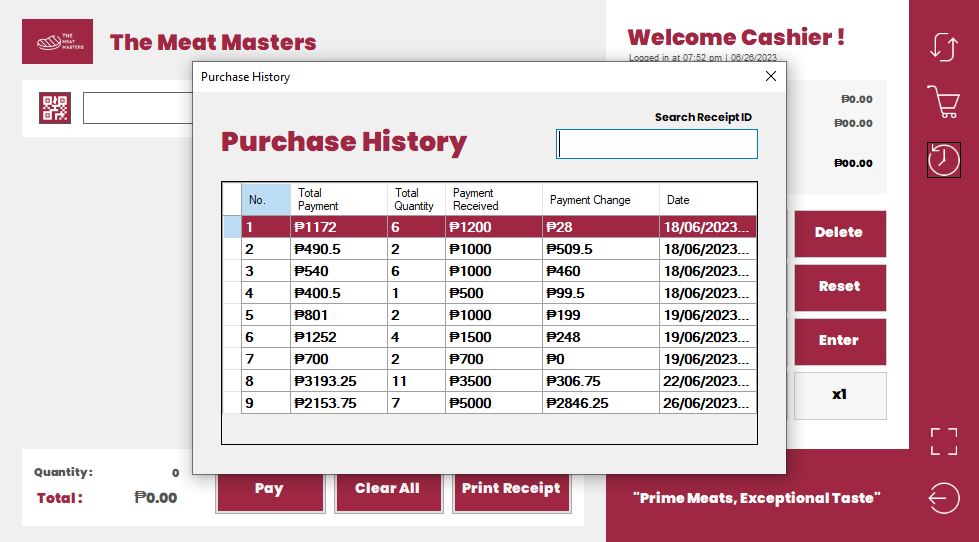 THE
MEAT
MASTERS
The Meat Masters
Welcome Cashier !
Logged in at 07:52 pm | 06/26/2023
Purchase History
Search Receipt ID
Purchase History
No. Total Payment Total Quantity Payment Received Payment Change Date
1 ₱1172 6 ₱1200 ₱28 18/06/2023...
2 ₱490.5 2 ₱1000 ₱509.5 18/06/2023...
3 ₱540 6 ₱1000 ₱460 18/06/2023...
4 ₱400.5 1 ₱500 ₱99.5 18/06/2023...
5 ₱801 2 ₱1000 ₱199 19/06/2023...
6 ₱1252 4 ₱1500 ₱248 19/06/2023...
7 ₱700 2 ₱700 ₱0 19/06/2023...
8 ₱3193.25 11 ₱3500 ₱306.75 22/06/2023...
9 ₱2153.75 7 ₱5000 ₱2846.25 26/06/2023...
₱0.00
₱00.00
₱00.00
Delete
Reset
Enter
x1
Quantity: 0
Total : ₱0.00
Pay
Clear All
Print Receipt
"Prime Meats, Exceptional Taste"